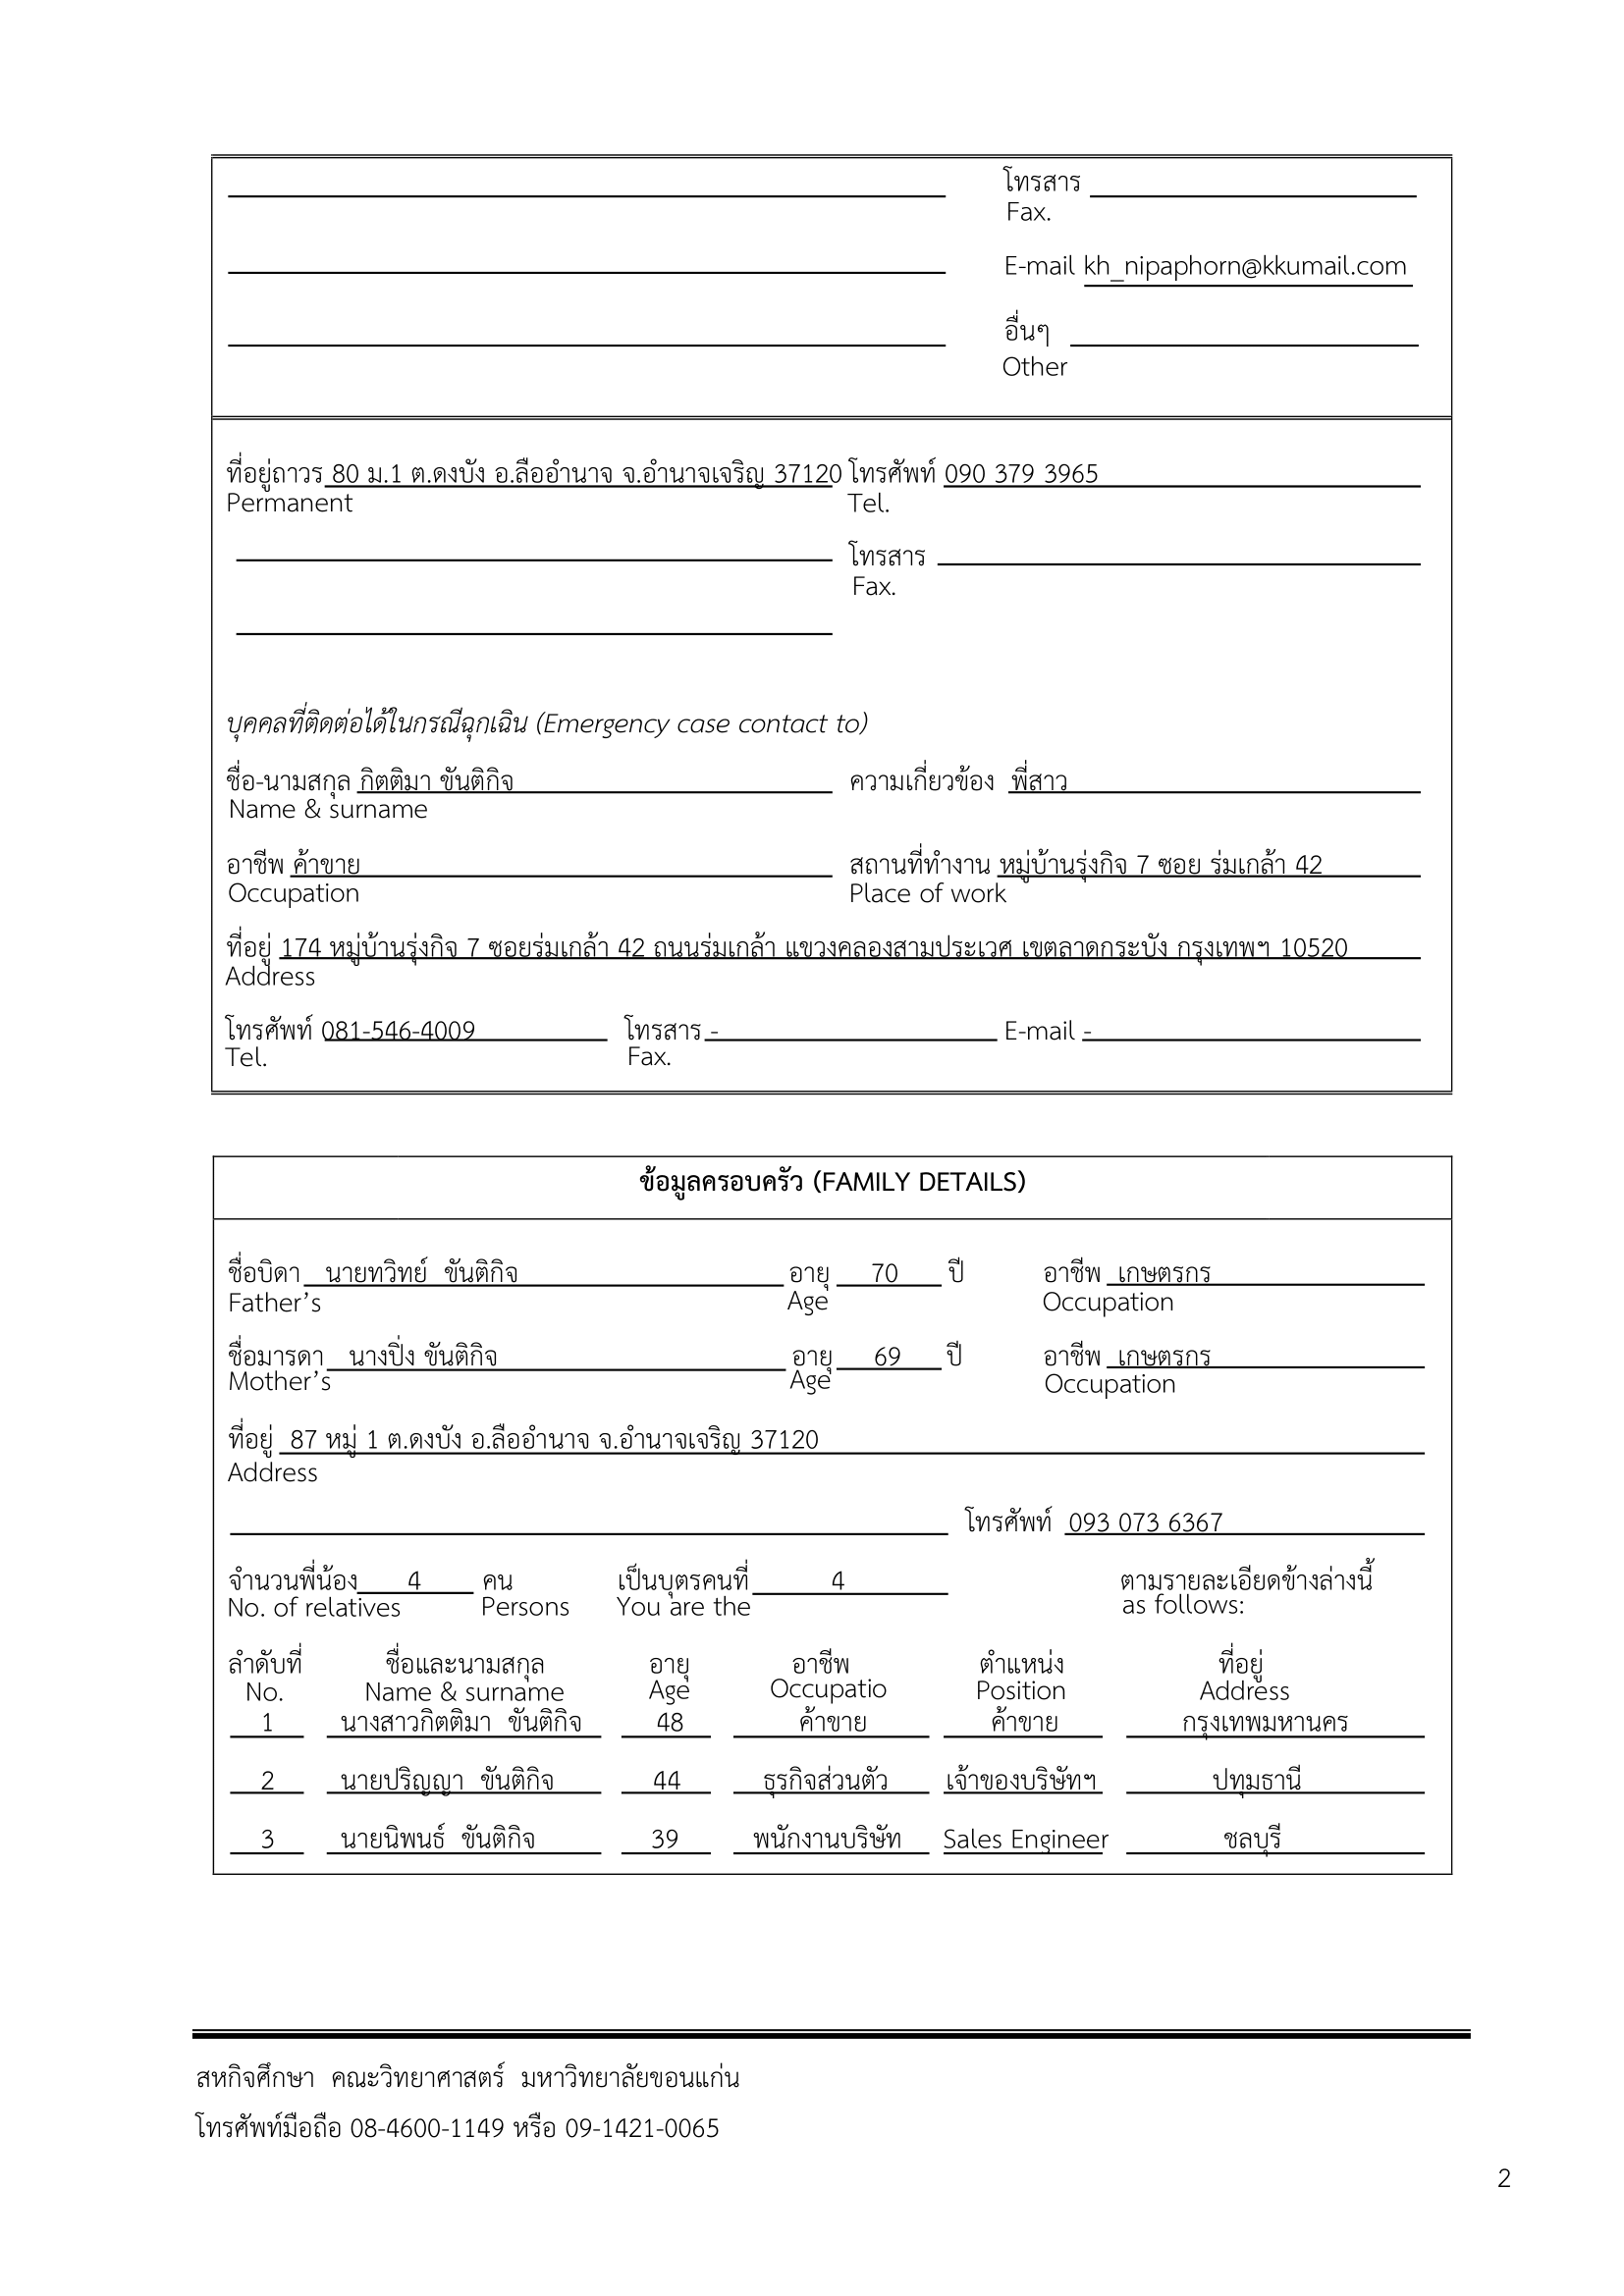 โทรสาร
Fax.
E-mail kh_nipaphorn@kkumail.com
อื่นๆ
Other
ที่อยู่ถาวร 80 ม.1 ต.ดงบัง อ.ลืออำนาจ จ.อำนาจเจริญ 37120 โทรศัพท์ 090 379 3965
Permanent Tel.
โทรสาร
Fax.
บุคคลที่ติดต่อได้ในกรณีฉุกเฉิน (Emergency case contact to)
ชื่อ-นามสกุล กิตติมา ขันติกิจ ความเกี่ยวข้อง พี่สาว
Name & surname
อาชีพ ค้าขาย สถานที่ทำงาน หมู่บ้านรุ่งกิจ 7 ซอย ร่มเกล้า 42
Occupation Place of work
ที่อยู่ 174 หมู่บ้านรุ่งกิจ 7 ซอยร่มเกล้า 42 ถนนร่มเกล้า แขวงคลองสามประเวศ เขตลาดกระบัง กรุงเทพฯ 10520
Address
โทรศัพท์ 081-546-4009 โทรสาร - E-mail -
Tel. Fax.
ข้อมูลครอบครัว (FAMILY DETAILS)
ชื่อบิดา นายทวิทย์ ขันติกิจ อายุ 70 ปี อาชีพ เกษตรกร
Father’s Age Occupation
ชื่อมารดา นางปิ่ง ขันติกิจ อายุ 69 ปี อาชีพ เกษตรกร
Mother’s Age Occupation
ที่อยู่ 87 หมู่ 1 ต.ดงบัง อ.ลืออำนาจ จ.อำนาจเจริญ 37120
Address
โทรศัพท์ 093 073 6367
จำนวนพี่น้อง 4 คน เป็นบุตรคนที่ 4 ตามรายละเอียดข้างล่างนี้
No. of relatives Persons You are the as follows:
ลำดับที่ ชื่อและนามสกุล อายุ อาชีพ ตำแหน่ง ที่อยู่
No. Name & surname Age Occupatio Position Address
1 นางสาวกิตติมา ขันติกิจ 48 ค้าขาย ค้าขาย กรุงเทพมหานคร
2 นายปริญญา ขันติกิจ 44 ธุรกิจส่วนตัว เจ้าของบริษัทฯ ปทุมธานี
3 นายนิพนธ์ ขันติกิจ 39 พนักงานบริษัท Sales Engineer ชลบุรี
สหกิจศึกษา คณะวิทยาศาสตร์ มหาวิทยาลัยขอนแก่น
โทรศัพท์มือถือ 08-4600-1149 หรือ 09-1421-0065
2